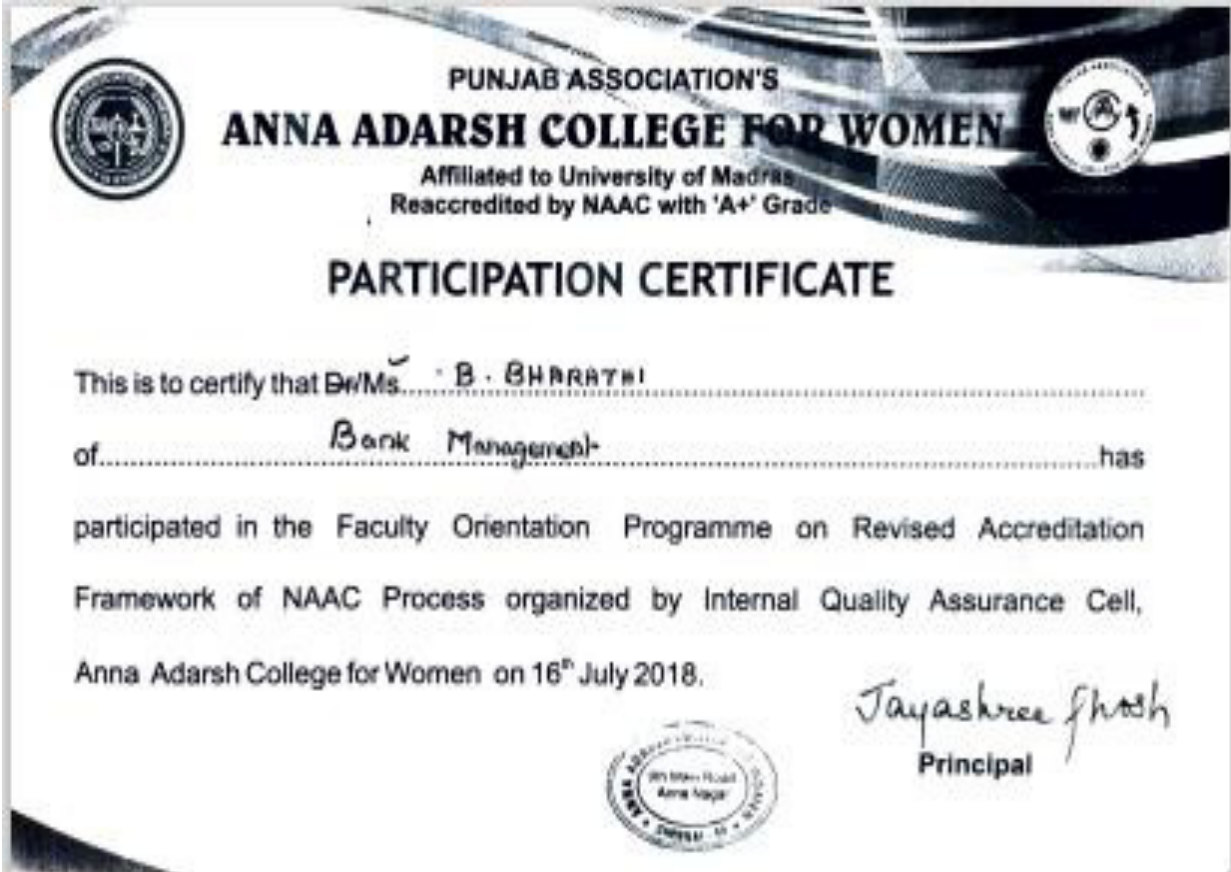 PUNJAB ASSOCIATION'S
ANNA ADARSH COLLEGE FOR WOMEN
Affiliated to University of Madras
Reaccredited by NAAC with 'A+' Grade
PARTICIPATION CERTIFICATE
This is to certify that Dr/Ms. B. BHARATHI
of Bank Management has
participated in the Faculty Orientation Programme on Revised Accreditation
Framework of NAAC Process organized by Internal Quality Assurance Cell,
Anna Adarsh College for Women on 16th July 2018.
Jayashree Ghosh
Principal
Main Road
Anna Nagar